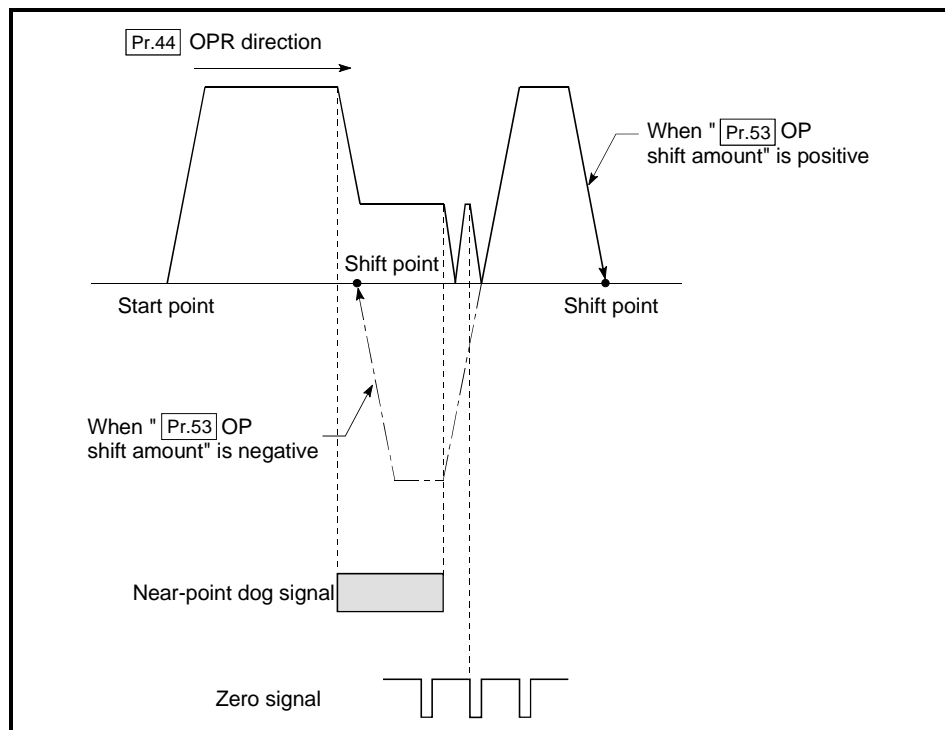 Pr.44 OPR direction
When " Pr.53 OP
shift amount" is positive
Shift point
Start point
Shift point
When " Pr.53 OP
shift amount" is negative
Near-point dog signal
Zero signal